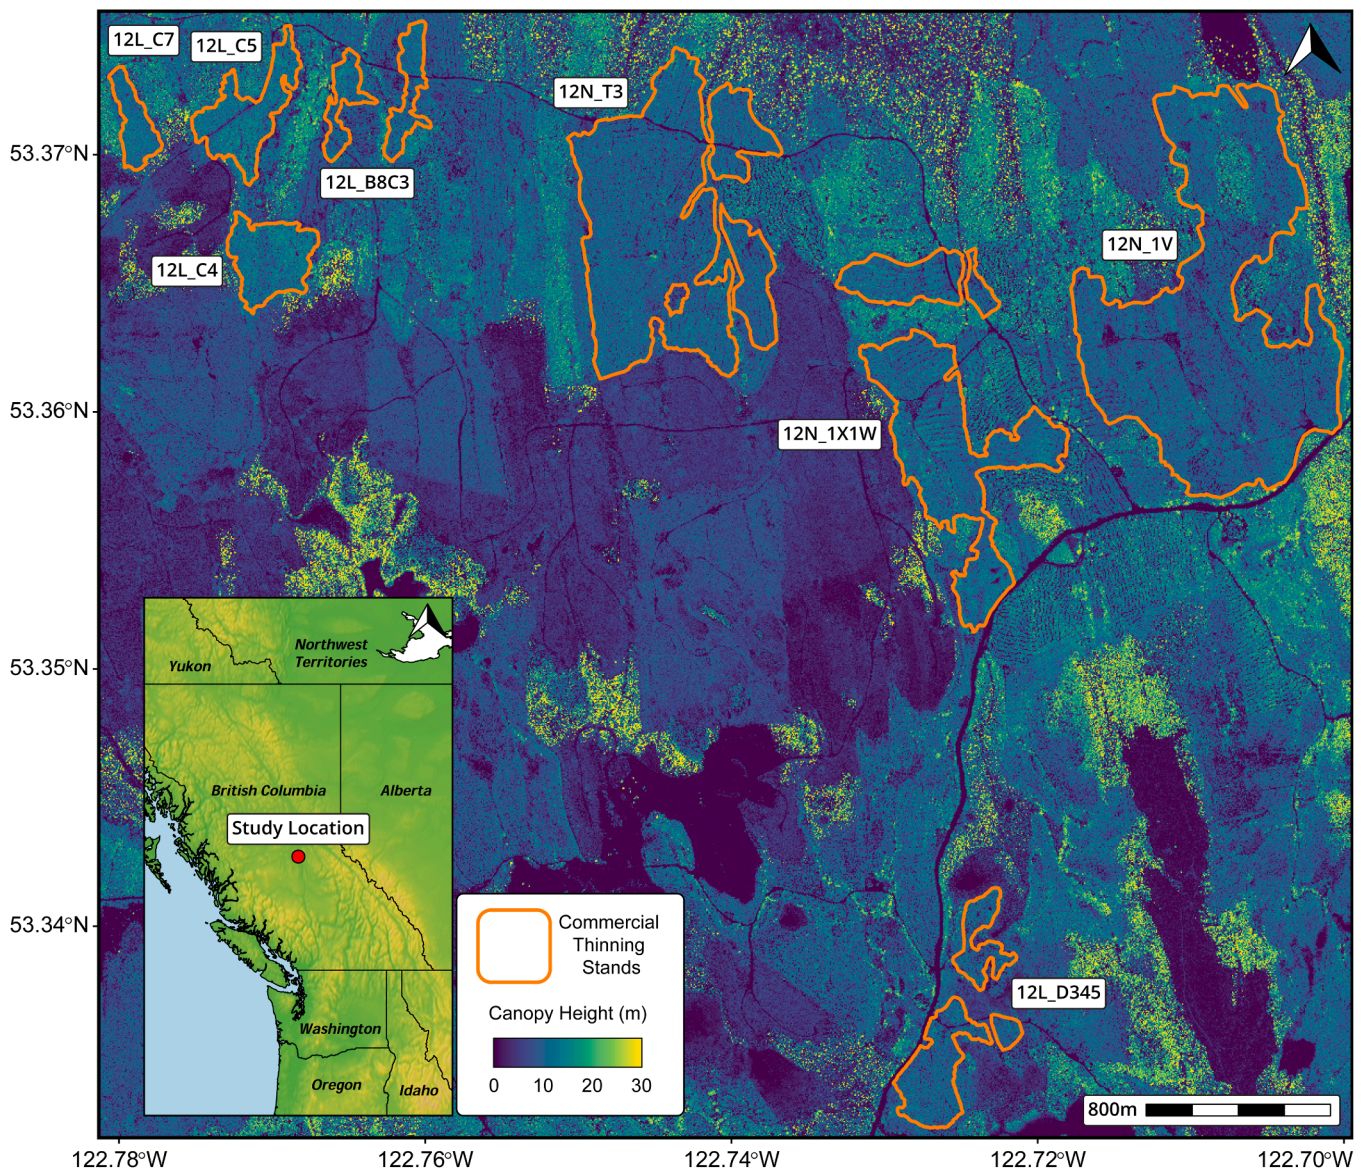 12L_C7
12L_C5
12N_T3
53.37°N
12L_B8C3
12N_1V
12L_C4
53.36°N
12N_1X1W
53.35°N
Northwest
Territories
Yukon
British Columbia
Alberta
Study Location
53.34°N
Commercial
Thinning
Stands
12L_D345
Canopy Height (m)
Washington
0 10 20 30
Oregon
Idaho
800m
122.78°W 122.76°W 122.74°W 122.72°W 122.70°W